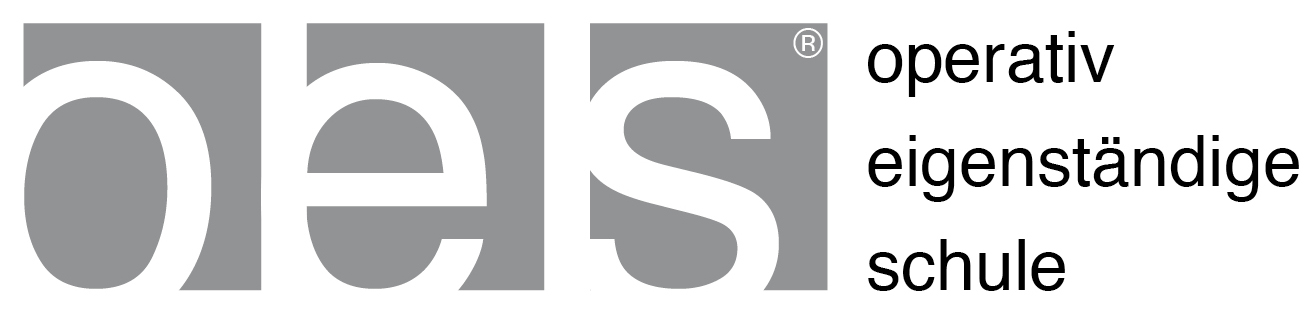 oes®
operativ
eigenständige
schule